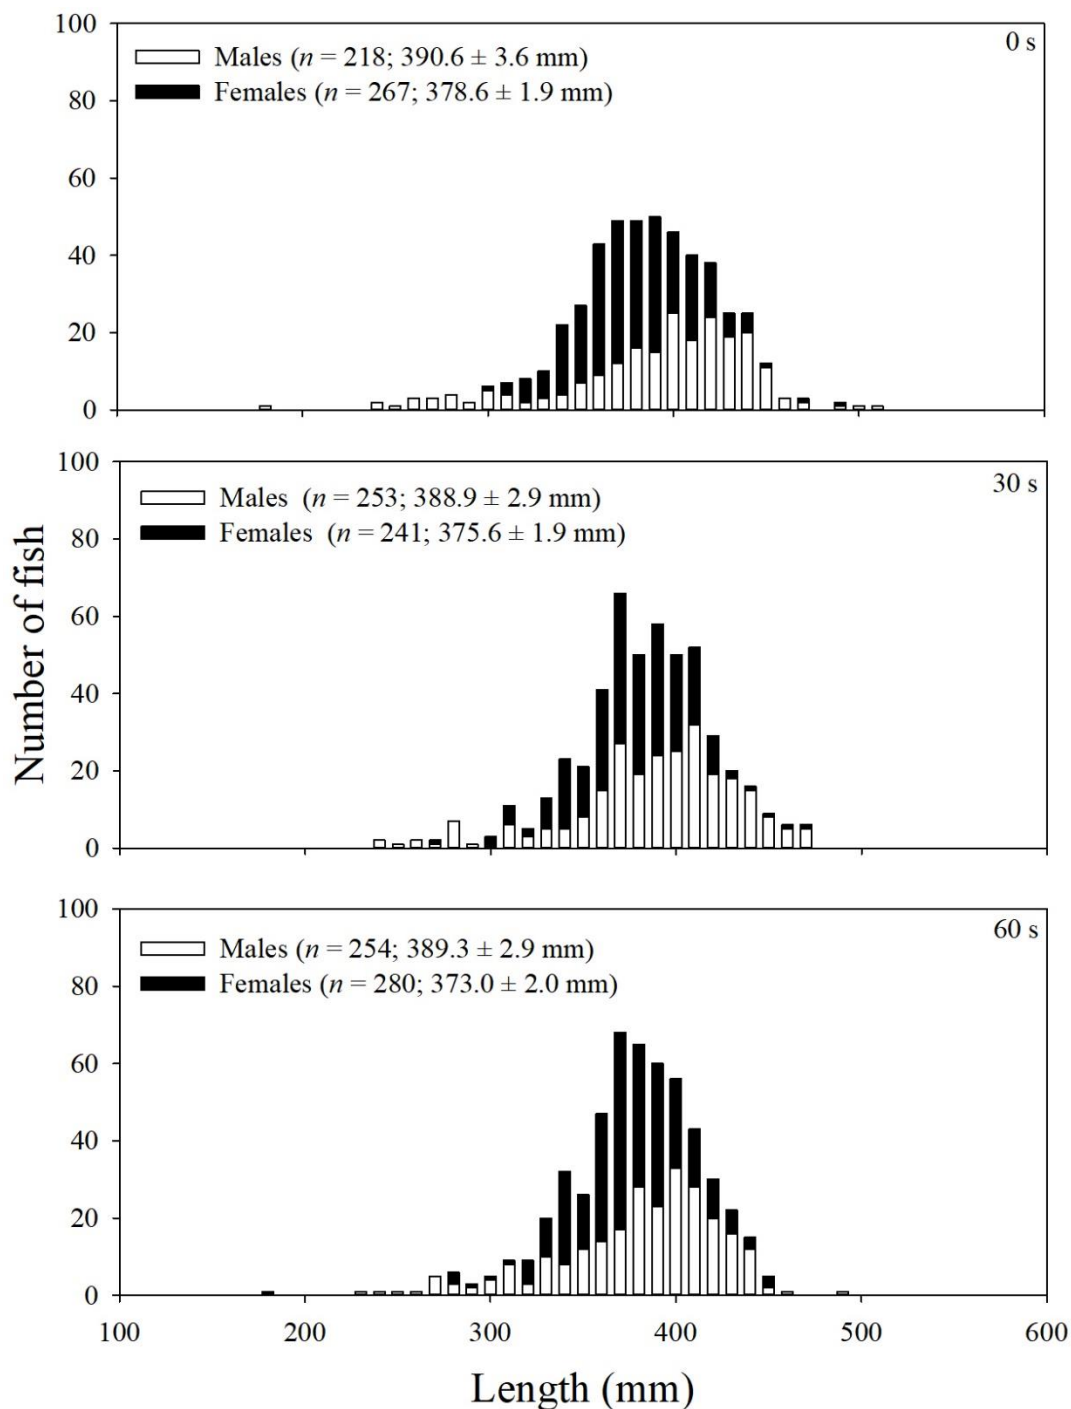 100
80
60
40
20
0
0 s
Males (n = 218; 390.6 ± 3.6 mm)
Females (n = 267; 378.6 ± 1.9 mm)
Number of fish
100
80
60
40
20
0
30 s
Males (n = 253; 388.9 ± 2.9 mm)
Females (n = 241; 375.6 ± 1.9 mm)
100
80
60
40
20
0
60 s
Males (n = 254; 389.3 ± 2.9 mm)
Females (n = 280; 373.0 ± 2.0 mm)
100 200 300 400 500 600
Length (mm)